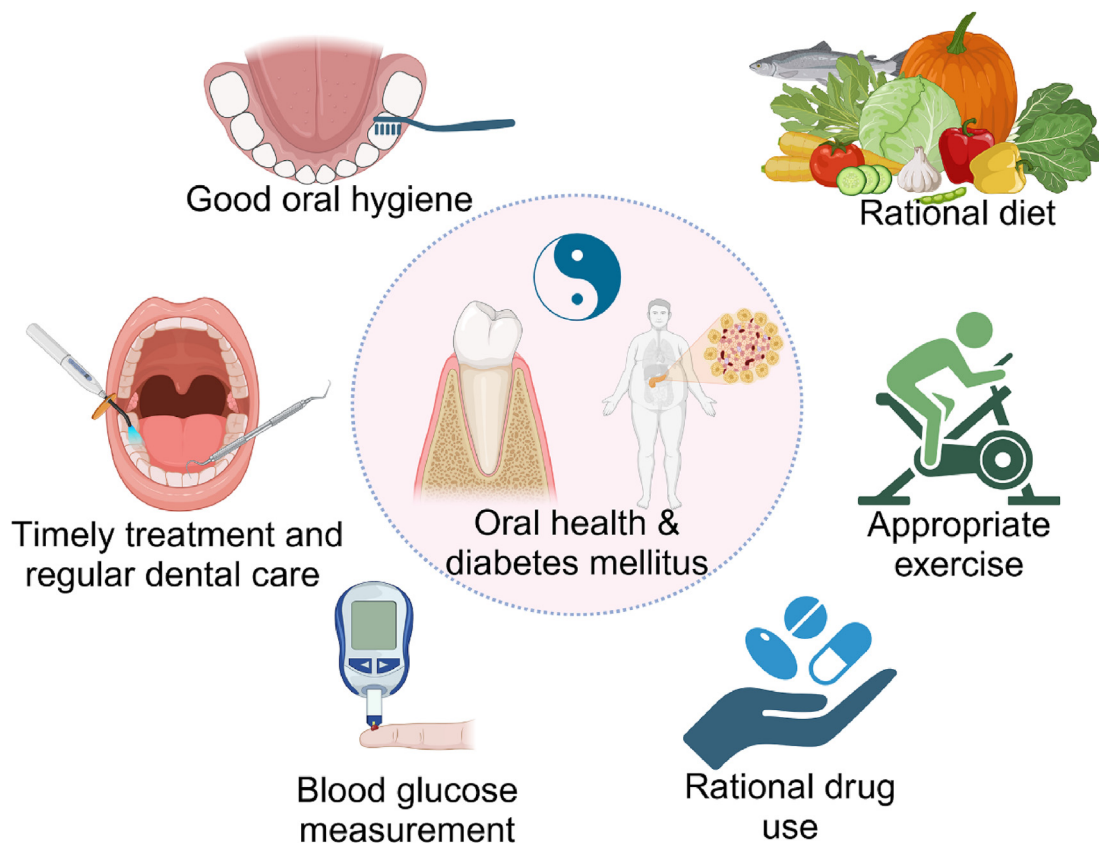 Good oral hygiene
Rational diet
Timely treatment and
regular dental care
Oral health &
diabetes mellitus
Appropriate
exercise
Blood glucose
measurement
Rational drug
use